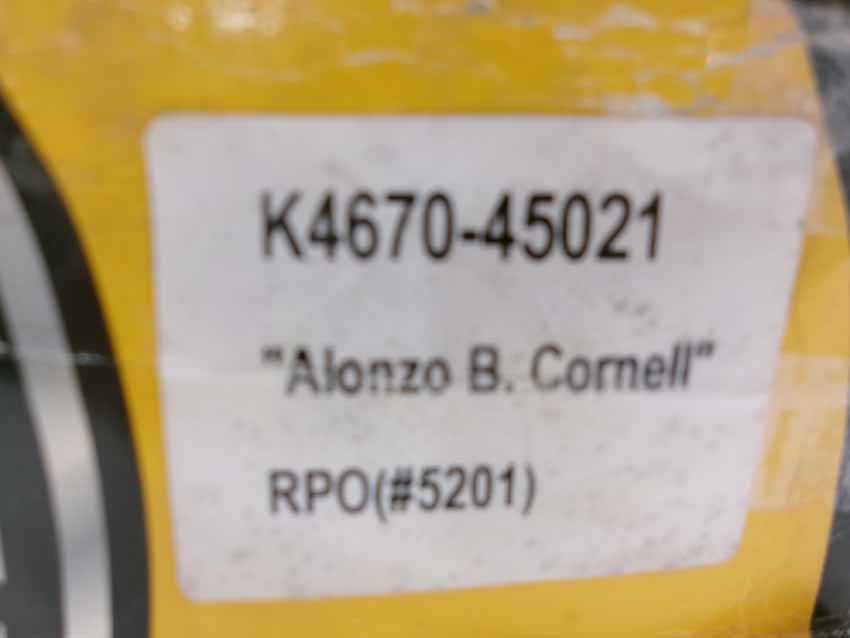 K4670-45021
"Alonzo B. Cornell"
RPO(#5201)